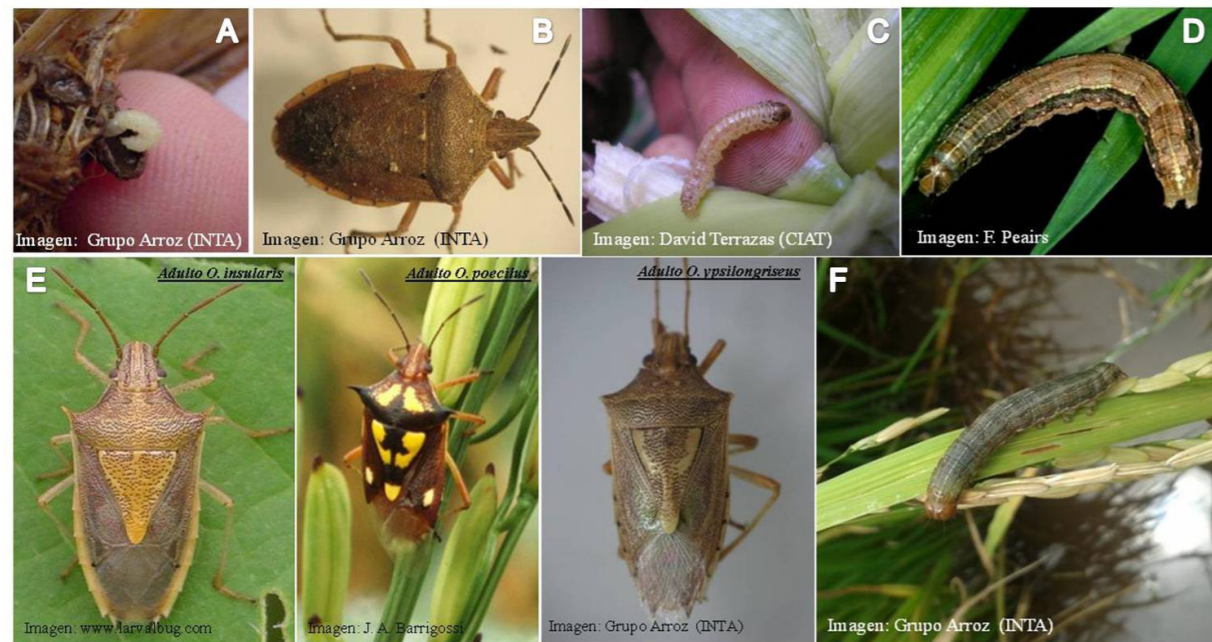 A
Imagen: Grupo Arroz (INTA)
B
Imagen: Grupo Arroz (INTA)
C
Imagen: David Terrazas (CIAT)
D
Imagen: F. Peairs
E
Adulto O. insularis
Imagen: www.larvalbug.com
Adulto O. poecilus
Imagen: J. A. Barrigossi
Adulto O. ypsilongriseus
Imagen: Grupo Arroz (INTA)
F
Imagen: Grupo Arroz (INTA)